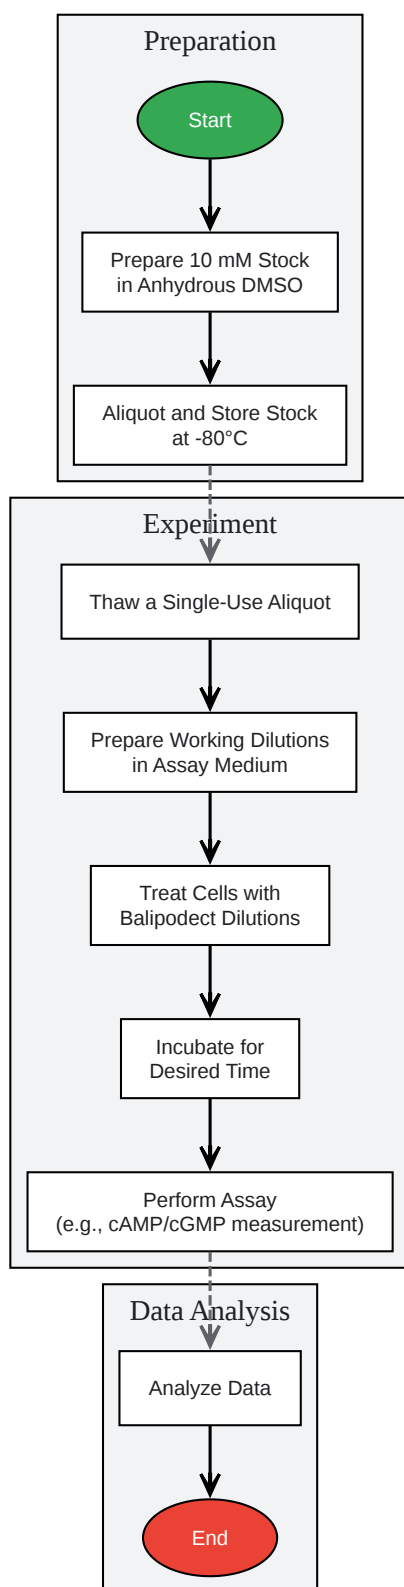 Preparation
Start
Prepare 10 mM Stock
in Anhydrous DMSO
Aliquot and Store Stock
at -80°C
Experiment
Thaw a Single-Use Aliquot
Prepare Working Dilutions
in Assay Medium
Treat Cells with
Balipodect Dilutions
Incubate for
Desired Time
Perform Assay
(e.g., cAMP/cGMP measurement)
Data Analysis
Analyze Data
End